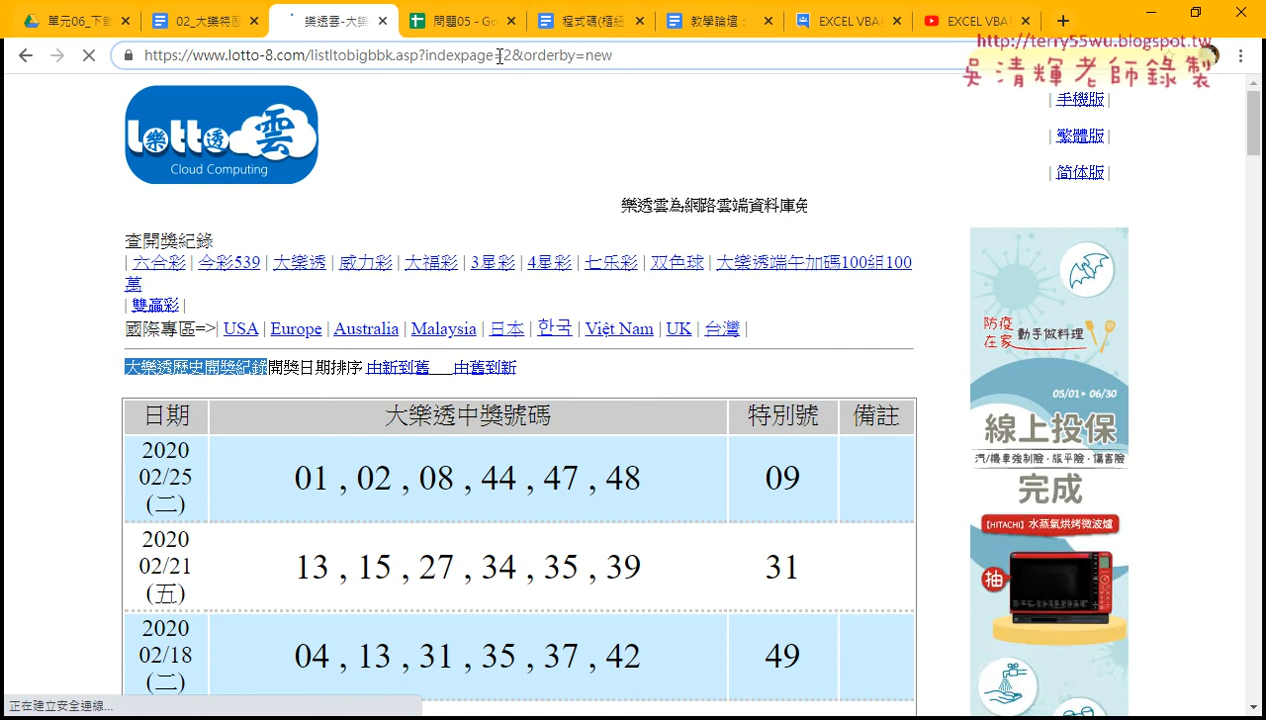 單元06_下
02_大樂特區
樂透雲-大
問題05 - Go
程式碼(樞紐
教學論壇:
EXCEL VBA
EXCEL VBA
https://www.lotto-8.com/listltobigbbk.asp?indexpage=2&orderby=new
http://terry55wu.blogspot.tw
吳清輝老師錄製
| 手機版|
| 繁體版|
| 简体版|
Lotto樂透雲
Cloud Computing
樂透雲為網路雲端資料庫免
查開獎紀錄
| 六合彩 | 今彩539 | 大樂透 | 威力彩 | 大福彩 | 3星彩 | 4星彩 | 七乐彩 | 双色球 | 大樂透端午加碼100組100
萬
| 雙贏彩 |
國際專區=>| USA | Europe | Australia | Malaysia | 日本 | 한국 | Việt Nam | UK | 台灣 |
大樂透歷史開獎紀錄開獎日期排序 由新到舊 由舊到新
日期 大樂透中獎號碼 特別號 備註
2020
02/25
(二)
01 , 02 , 08 , 44 , 47 , 48 09
2020
02/21
(五)
13 , 15 , 27 , 34 , 35 , 39 31
2020
02/18
(二)
04 , 13 , 31 , 35 , 37 , 42 49
防疫
在家
動手做料理
05/01 ▸ 06/30
線上投保
汽/機車強制險、旅平險、傷害險
完成
【HITACHI】水蒸氣烘烤微波爐
抽
正在建立安全連線...